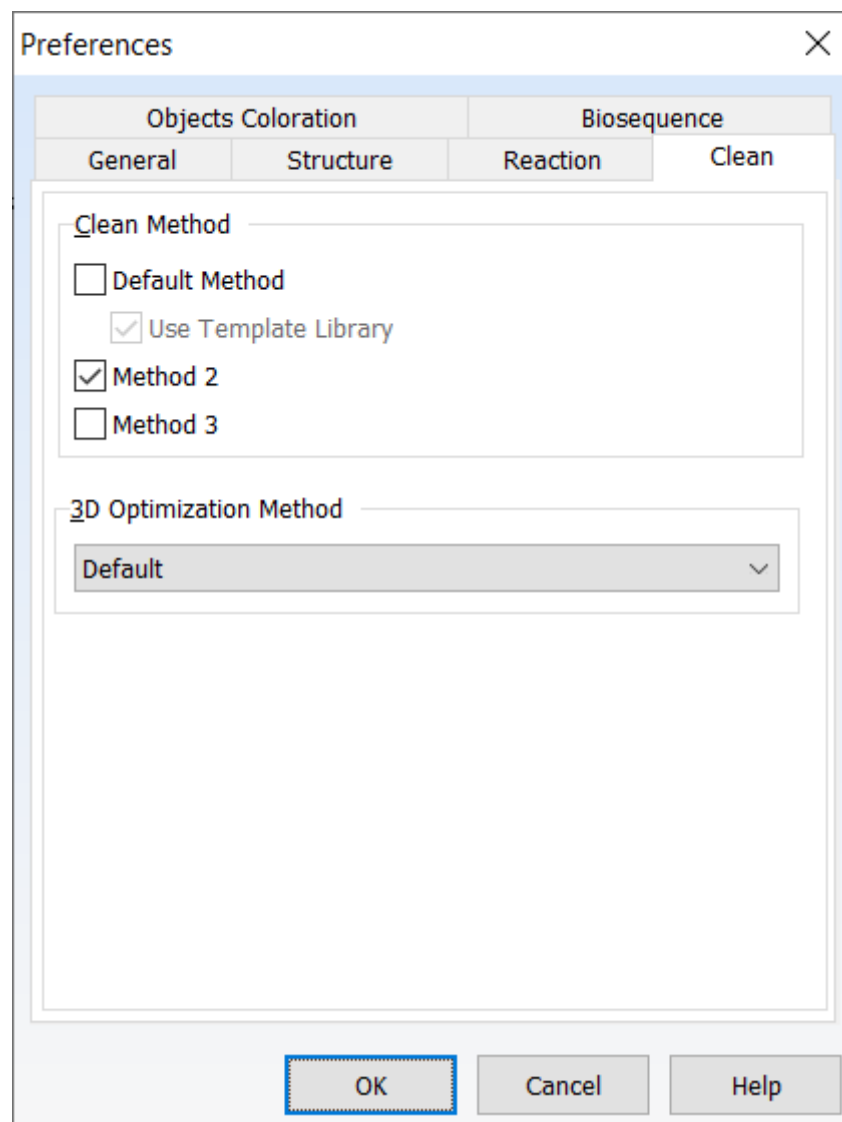 Preferences
Objects Coloration Biosequence
General Structure Reaction Clean
Clean Method
Default Method
Use Template Library
Method 2
Method 3
3D Optimization Method
Default
OK Cancel Help